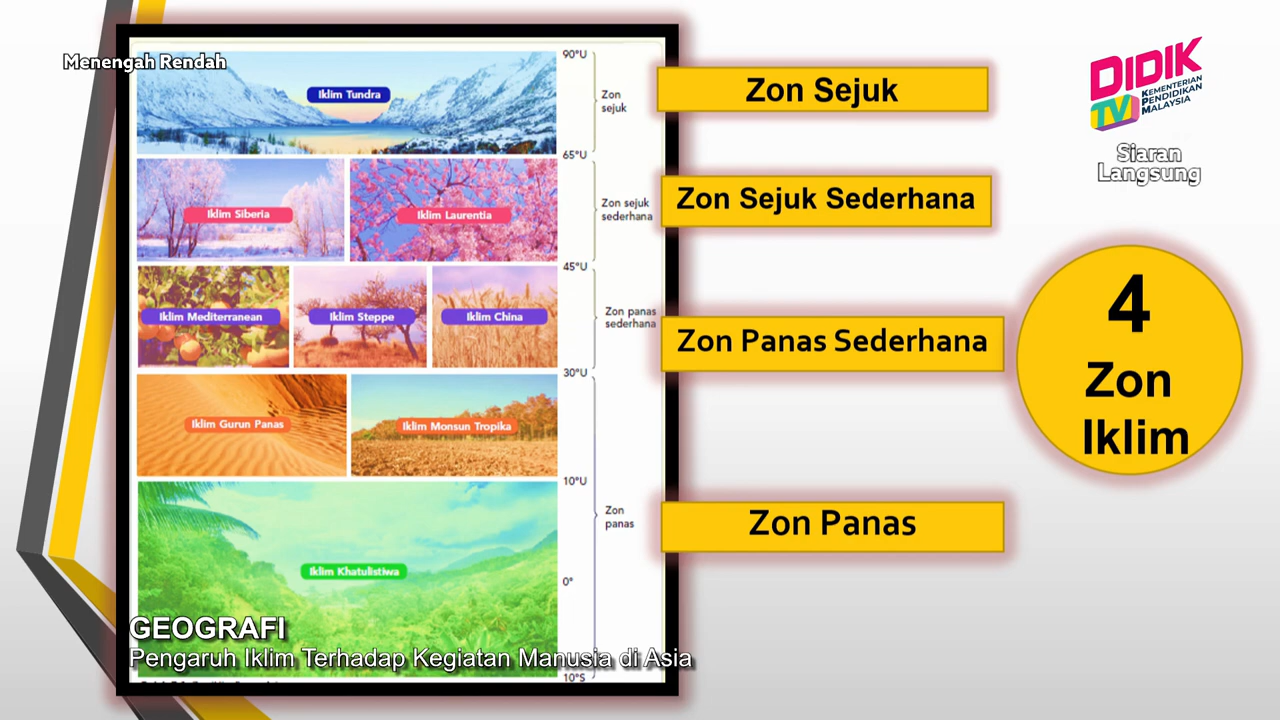 Menengah Rendah
90°U
Iklim Tundra
Zon
sejuk
Zon Sejuk
65°U
Iklim Siberia
Iklim Laurentia
Zon sejuk
sederhana
Zon Sejuk Sederhana
45°U
Iklim Mediterranean
Iklim Steppe
Iklim China
Zon panas
sederhana
Zon Panas Sederhana
30°U
Iklim Gurun Panas
Iklim Monsun Tropika
10°U
Zon
panas
Zon Panas
Iklim Khatulistiwa
0°
10°S
4
Zon
Iklim
DIDIK
TV
KEMENTERIAN
PENDIDIKAN
MALAYSIA
Siaran
Langsung
GEOGRAFI
Pengaruh Iklim Terhadap Kegiatan Manusia di Asia